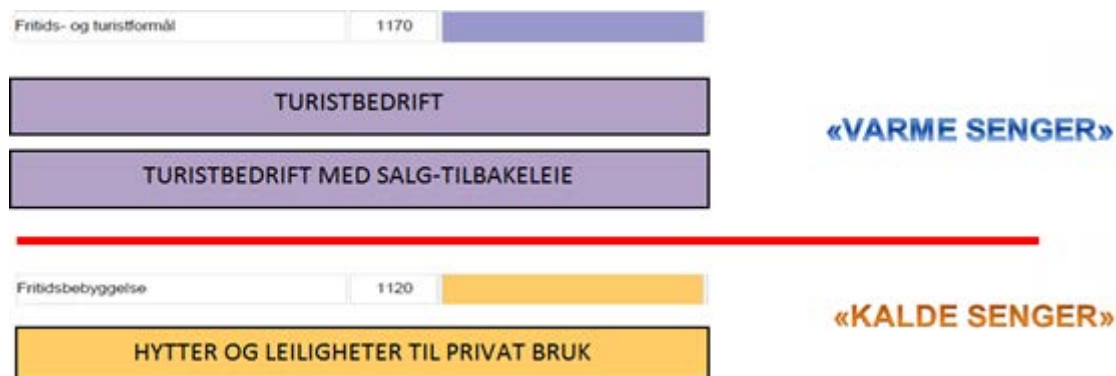 Fritids- og turistformål 1170
TURISTBEDRIFT
«VARME SENGER»
TURISTBEDRIFT MED SALG-TILBAKELEIE
Fritidsbebyggelse 1120
«KALDE SENGER»
HYTTER OG LEILIGHETER TIL PRIVAT BRUK